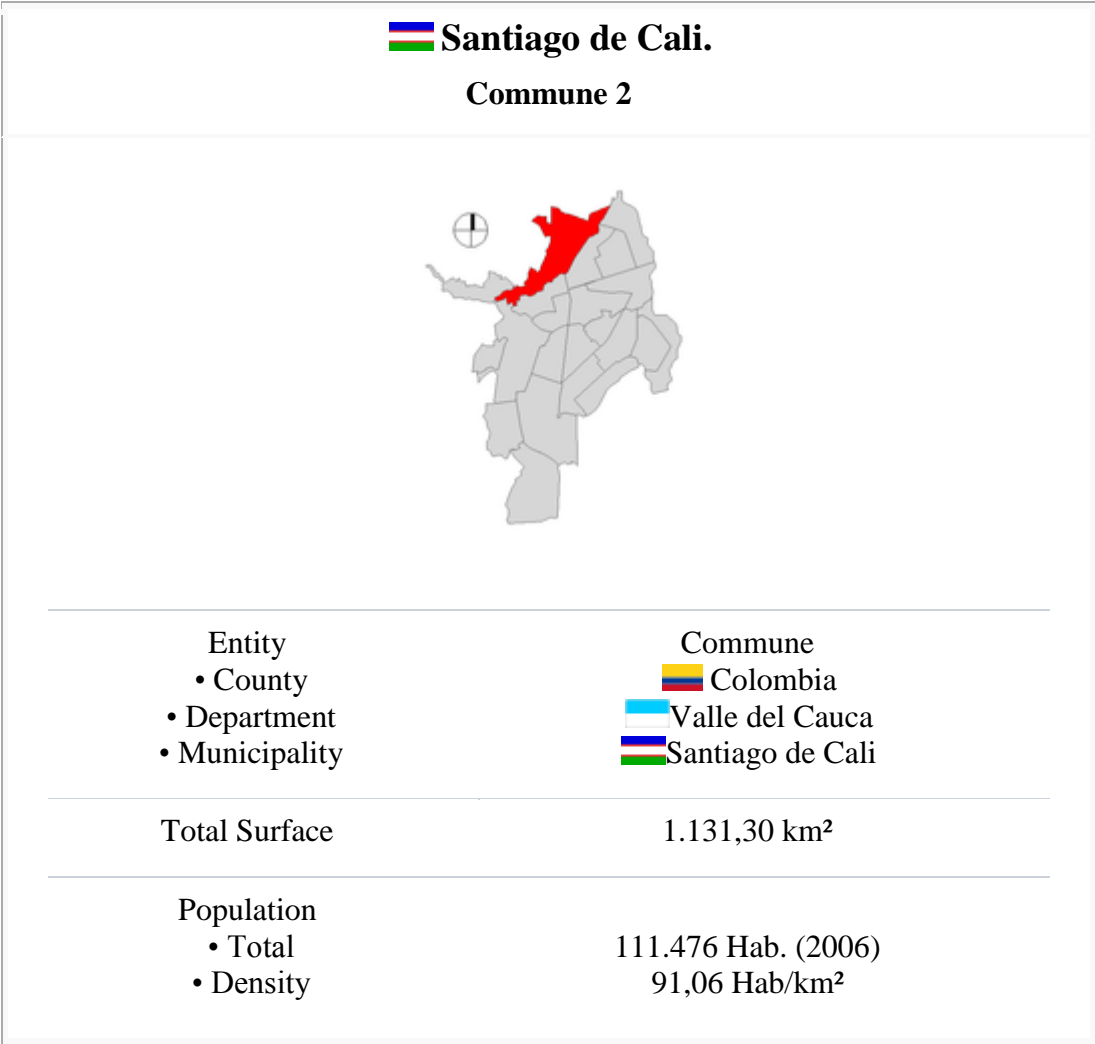 Santiago de Cali.
Commune 2
Entity Commune
• County Colombia
• Department Valle del Cauca
• Municipality Santiago de Cali
Total Surface 1.131,30 km²
Population
• Total 111.476 Hab. (2006)
• Density 91,06 Hab/km²